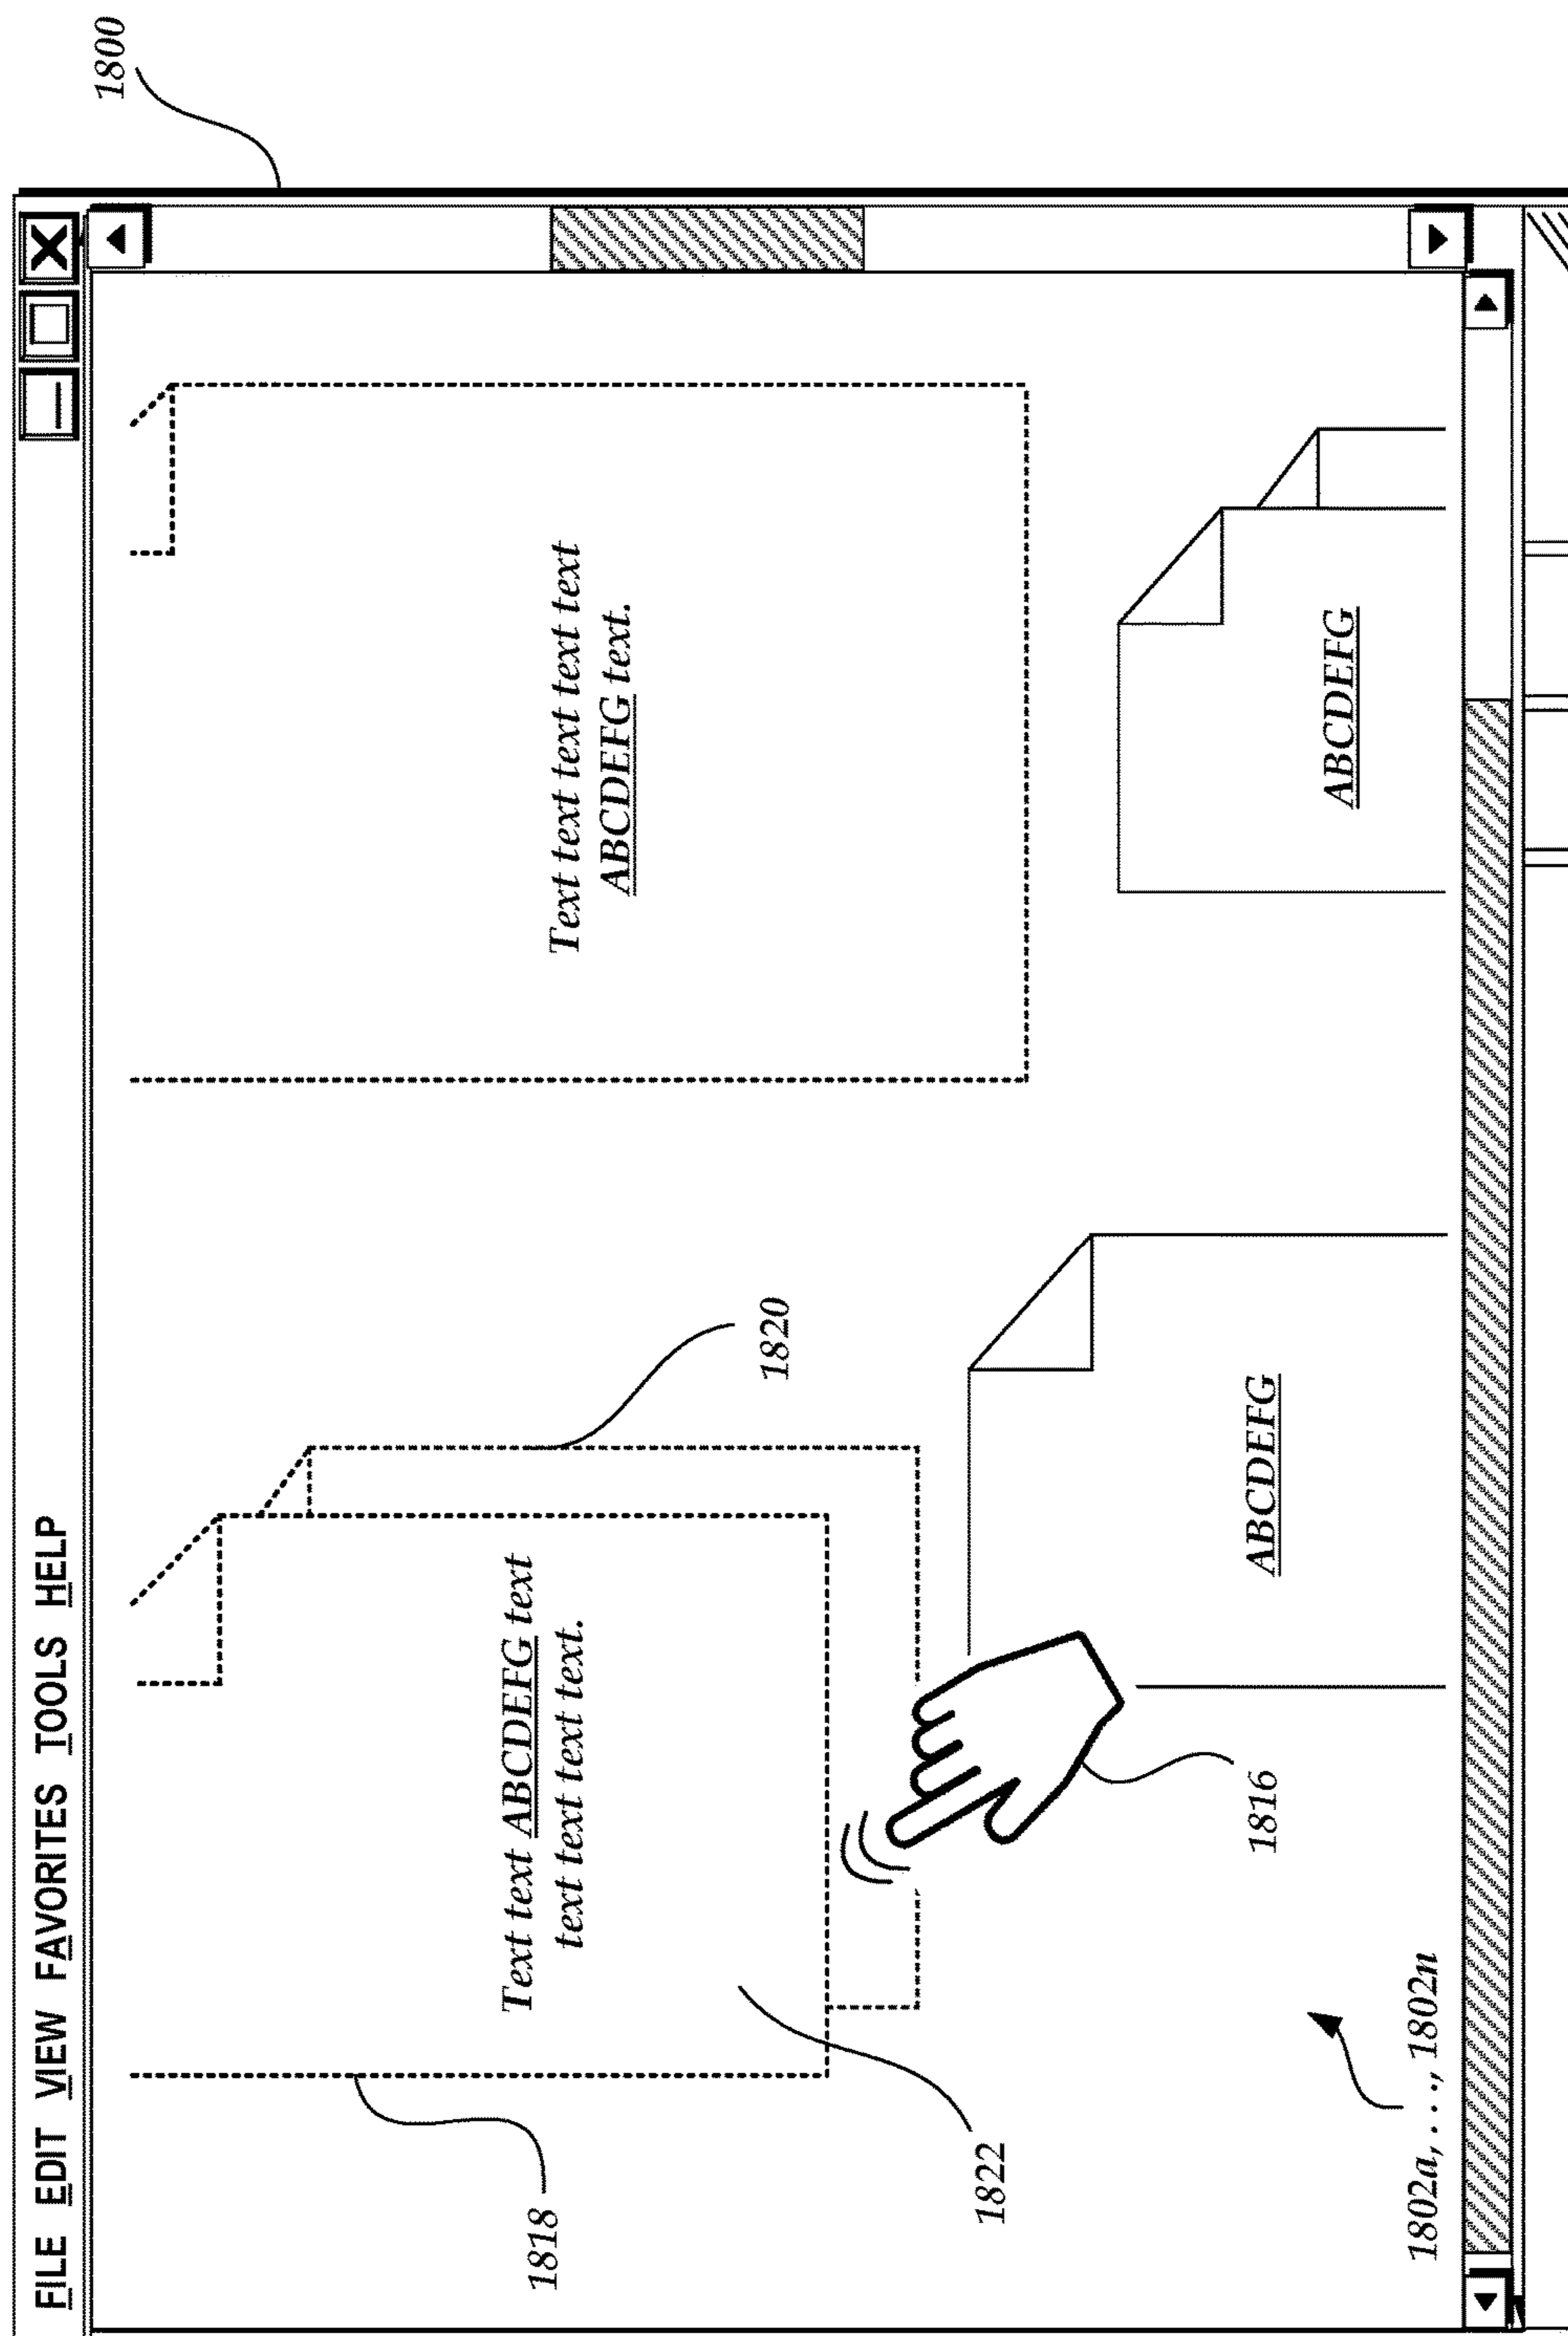 1800
FILE EDIT VIEW FAVORITES TOOLS HELP
Text text ABCDEFG text
text text text text.
Text text text text text
ABCDEFG text.
1818
1820
1822
ABCDEFG
ABCDEFG
1816
1802a, . . ., 1802n